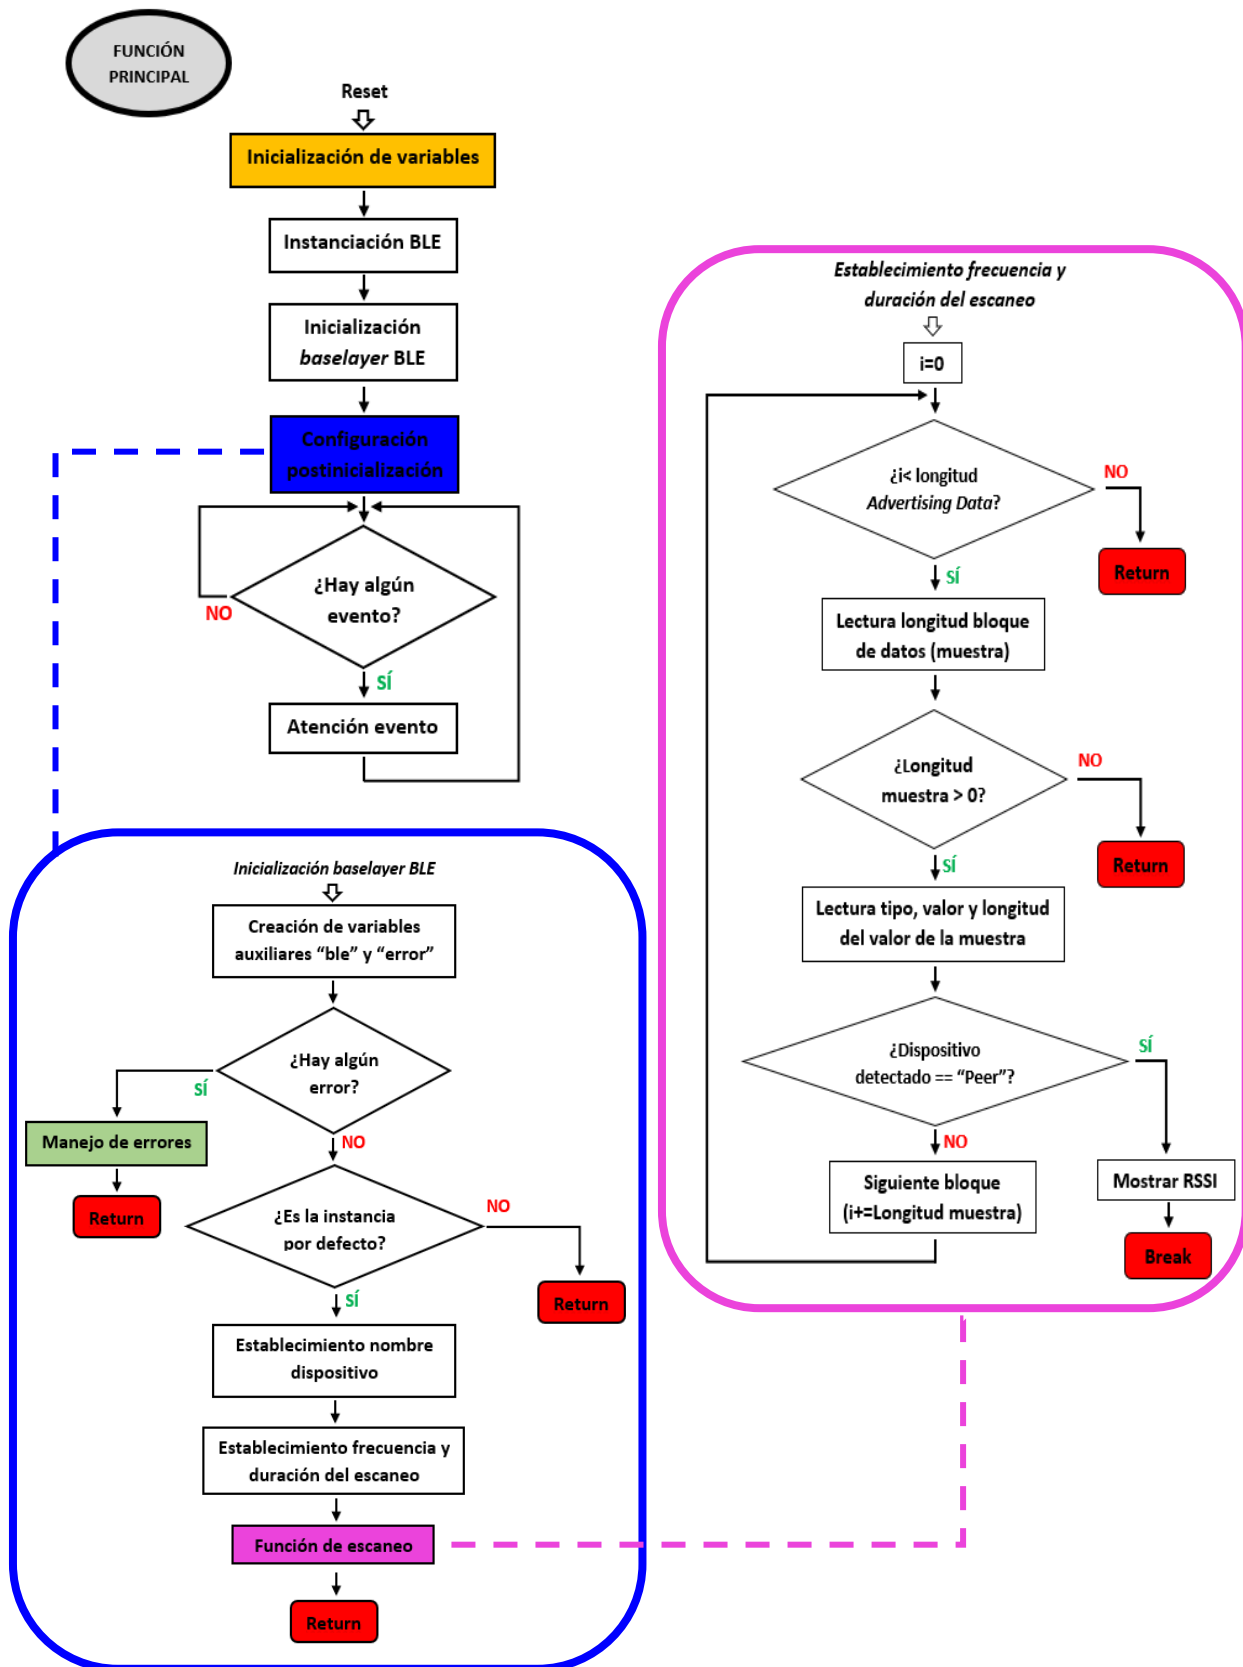 FUNCIÓN
PRINCIPAL
Reset
Inicialización de variables
Instanciación BLE
Inicialización
baselayer BLE
Configuración
postinicialización
¿Hay algún
evento?
NO
SÍ
Atención evento
Inicialización baselayer BLE
Creación de variables
auxiliares “ble” y “error”
¿Hay algún
error?
SÍ
NO
Manejo de errores
Return
¿Es la instancia
por defecto?
NO
Return
SÍ
Establecimiento nombre
dispositivo
Establecimiento frecuencia y
duración del escaneo
Función de escaneo
Return
Establecimiento frecuencia y
duración del escaneo
i=0
¿i< longitud
Advertising Data?
NO
Return
SÍ
Lectura longitud bloque
de datos (muestra)
¿Longitud
muestra > 0?
NO
Return
SÍ
Lectura tipo, valor y longitud
del valor de la muestra
¿Dispositivo
detectado == “Peer”?
SÍ
NO
Siguiente bloque
(i+=Longitud muestra)
Mostrar RSSI
Break